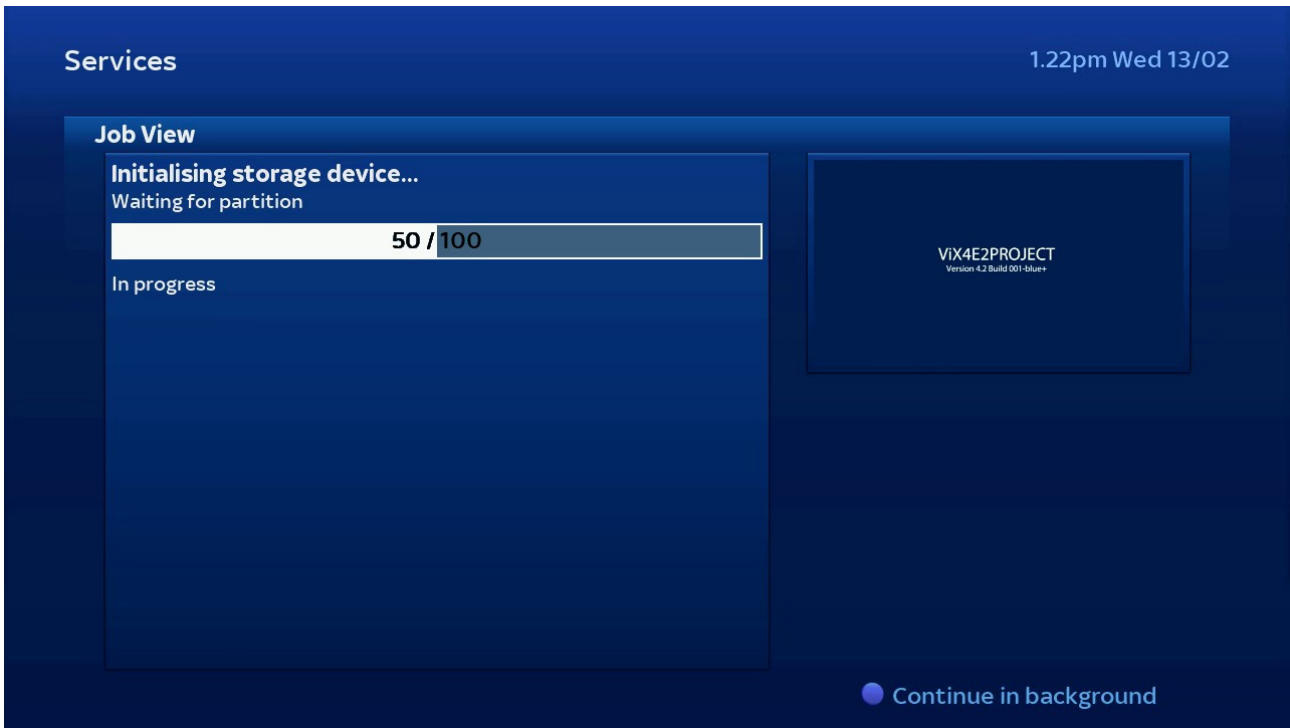 Services
1.22pm Wed 13/02
Job View
Initialising storage device...
Waiting for partition
50 / 100
In progress
ViX4E2PROJECT
Version 4.2 Build 001-blue+
Continue in background